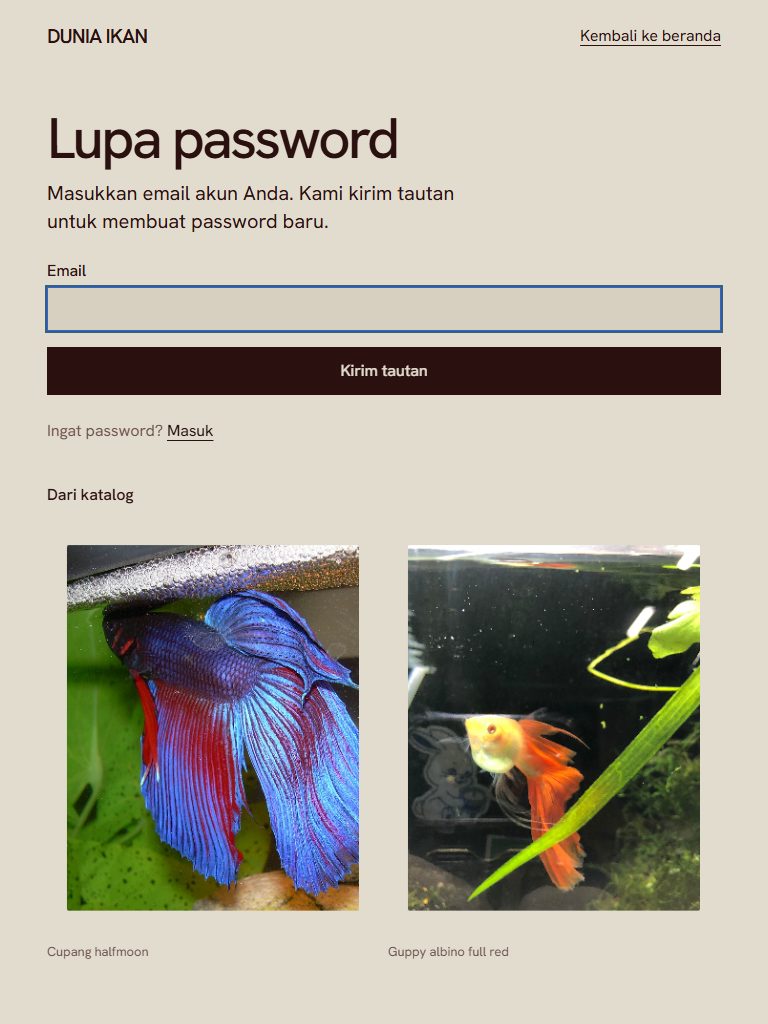 DUNIA IKAN
Kembali ke beranda
Lupa password
Masukkan email akun Anda. Kami kirim tautan
untuk membuat password baru.
Email
Kirim tautan
Ingat password? Masuk
Dari katalog
Cupang halfmoon
Guppy albino full red